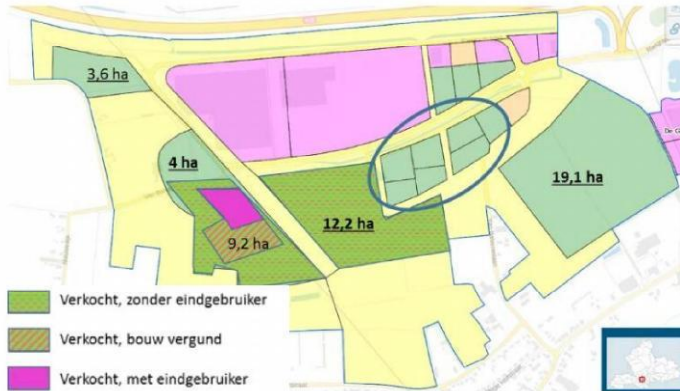 3,6 ha
4 ha
19,1 ha
12,2 ha
9,2 ha
Verkocht, zonder eindgebruiker
Verkocht, bouw vergund
Verkocht, met eindgebruiker